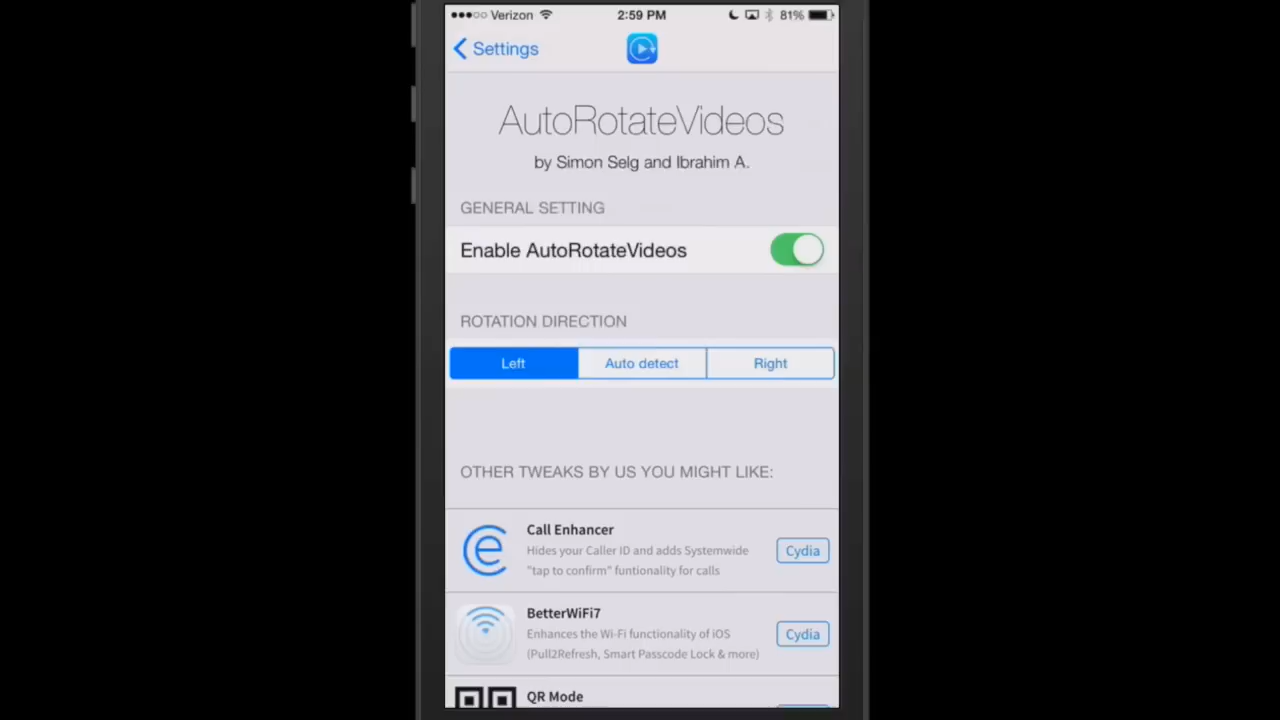 Verizon 2:59 PM 81%
Settings
AutoRotateVideos
by Simon Selg and Ibrahim A.
GENERAL SETTING
Enable AutoRotateVideos
ROTATION DIRECTION
Left Auto detect Right
OTHER TWEAKS BY US YOU MIGHT LIKE:
Call Enhancer
Hides your Caller ID and adds Systemwide
"tap to confirm" funtionality for calls
Cydia
BetterWiFi7
Enhances the Wi-Fi functionality of iOS
(Pull2Refresh, Smart Passcode Lock & more)
Cydia
QR Mode